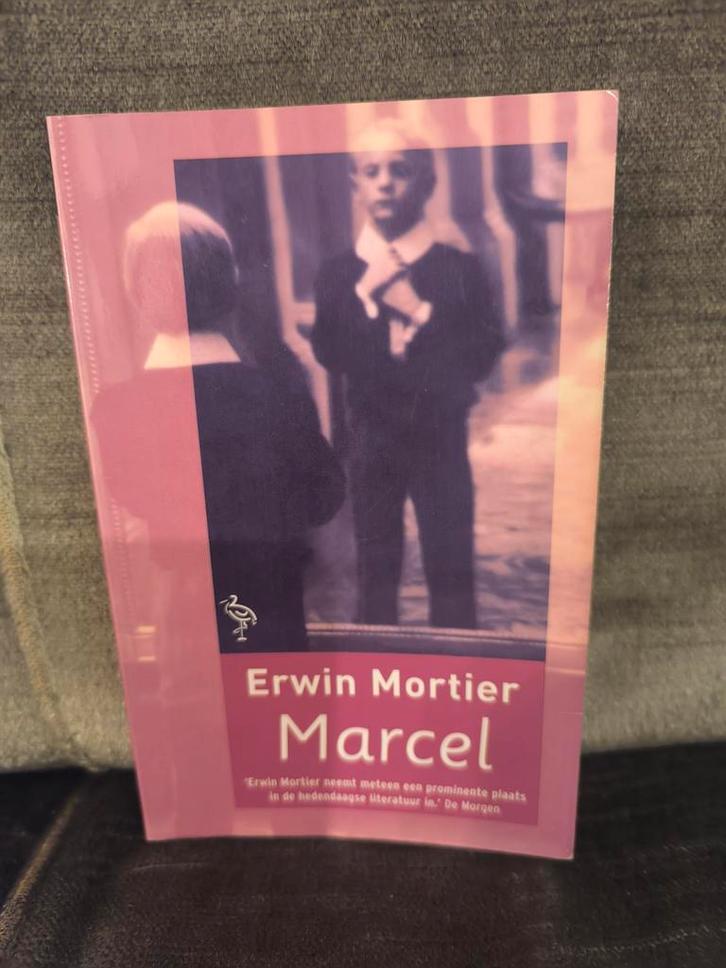 Erwin Mortier
Marcel
'Erwin Mortier neemt meteen een prominente plaats
in de hedendaagse literatuur in.' De Morgen